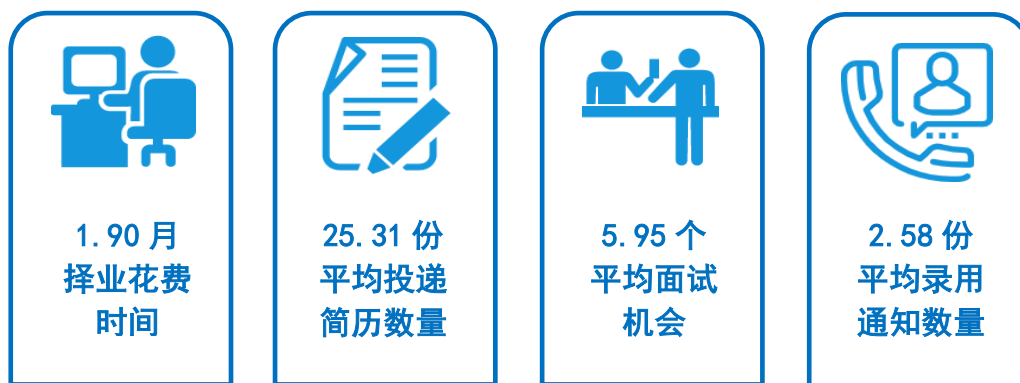 1.90 月
择业花费
时间
25.31 份
平均投递
简历数量
5.95 个
平均面试
机会
2.58 份
平均录用
通知数量